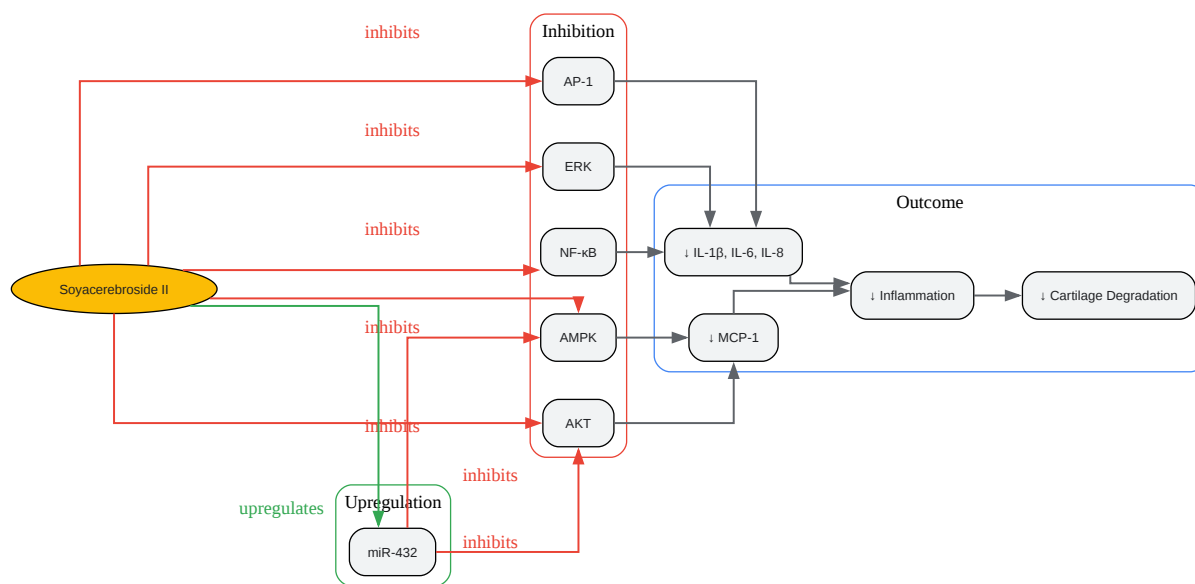 inhibits
Inhibition
AP-1
inhibits
ERK
Outcome
inhibits
NF-κB
↓ IL-1β, IL-6, IL-8
Soyacerebroside II
↓ Inflammation
↓ Cartilage Degradation
inhibits
AMPK
↓ MCP-1
inhibits
AKT
inhibits
Upregulation
upregulates
inhibits
miR-432